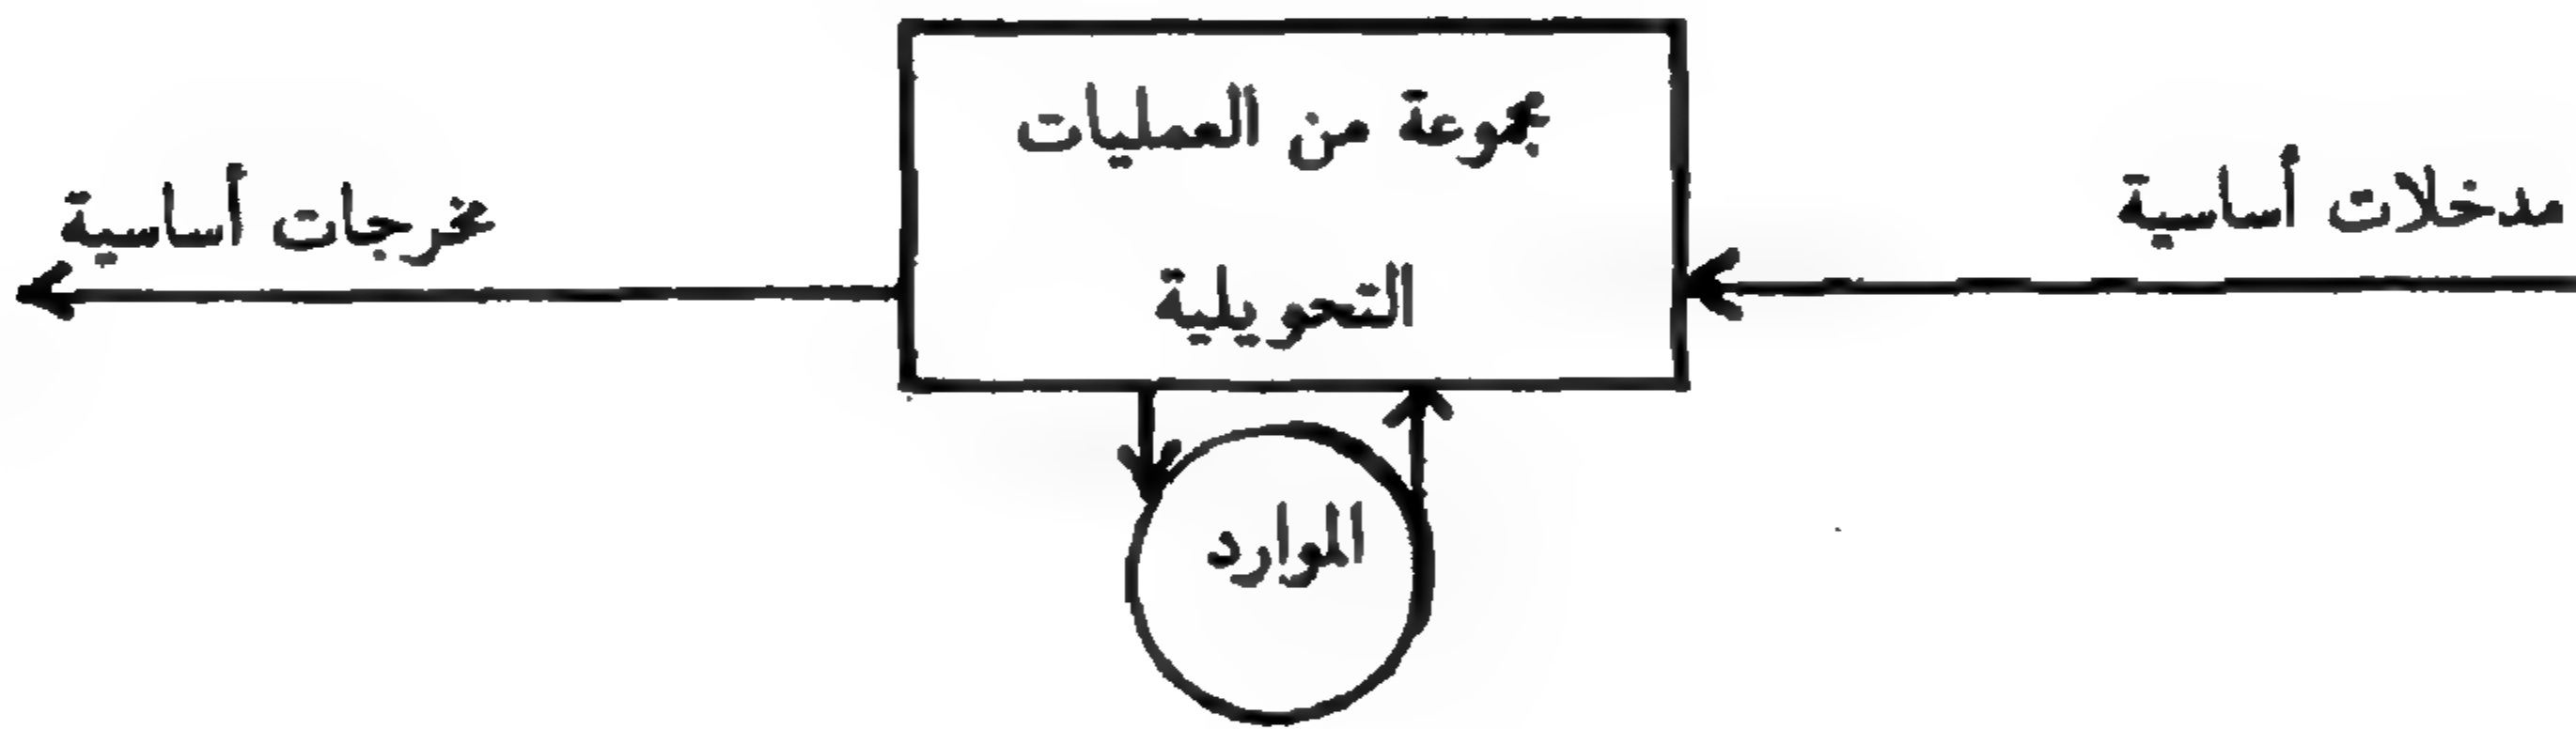 مدخلات أساسية
مجموعة من العمليات
التحويلية
مخرجات أساسية
الموارد